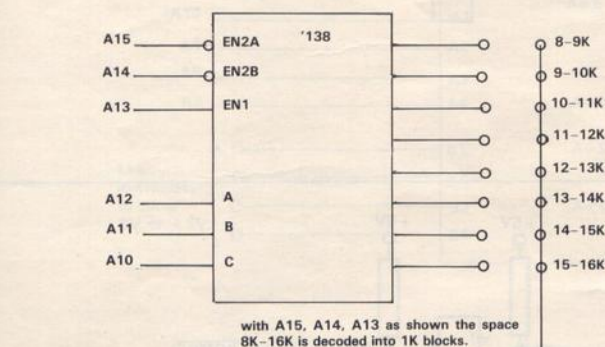 A15 EN2A '138 8–9K
A14 EN2B 9–10K
A13 EN1 10–11K
11–12K
12–13K
A12 A 13–14K
A11 B 14–15K
A10 C 15–16K
with A15, A14, A13 as shown the space
8K–16K is decoded into 1K blocks.